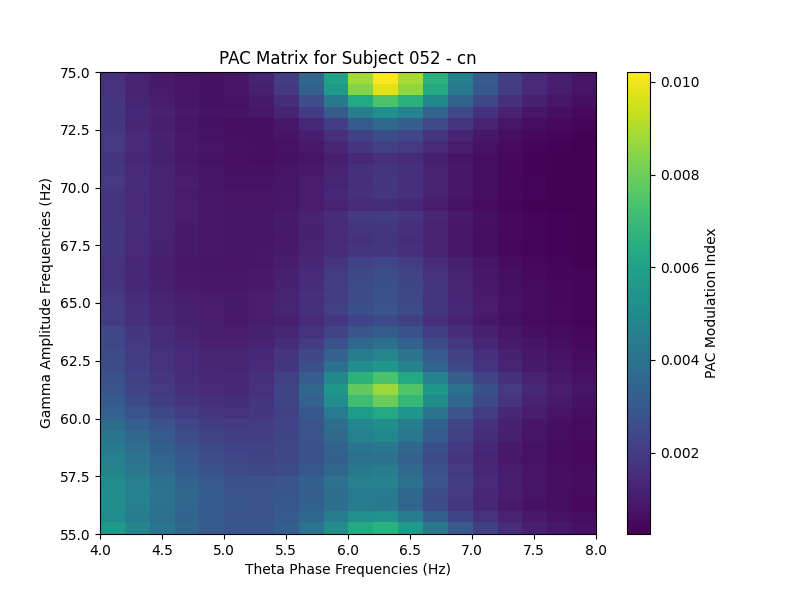 PAC Matrix for Subject 052 - cn
75.0
72.5
70.0
67.5
65.0
62.5
60.0
57.5
55.0
Gamma Amplitude Frequencies (Hz)
4.0 4.5 5.0 5.5 6.0 6.5 7.0 7.5 8.0
Theta Phase Frequencies (Hz)
0.010
0.008
0.006
0.004
0.002
PAC Modulation Index